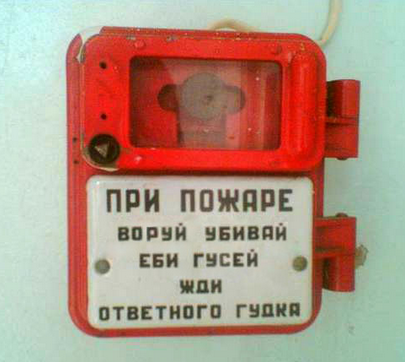 ПРИ ПОЖАРЕ
ВОРУЙ УБИВАЙ
ЕБИ ГУСЕЙ
ЖДИ
ОТВЕТНОГО ГУДКА